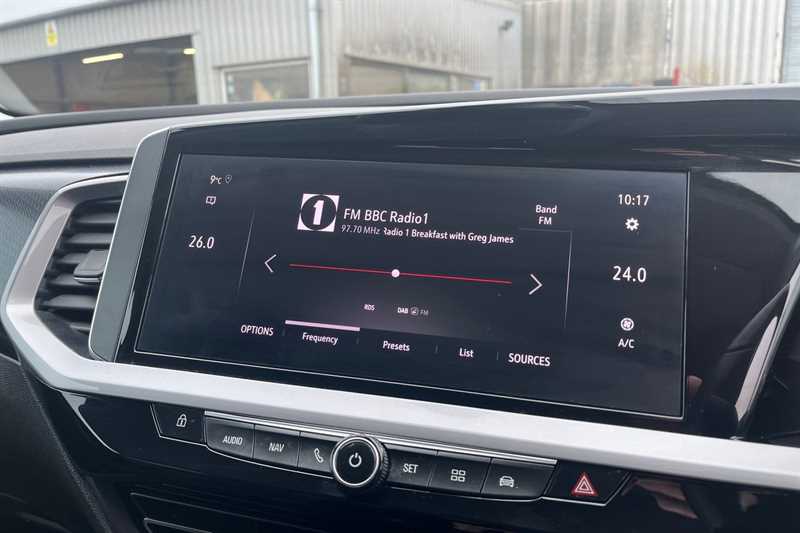 9°C
10:17
1
FM BBC Radio1
97.70 MHz Radio 1 Breakfast with Greg James
Band
FM
26.0
24.0
RDS
DAB FM
A/C
OPTIONS
Frequency
Presets
List
SOURCES
AUDIO
NAV
SET